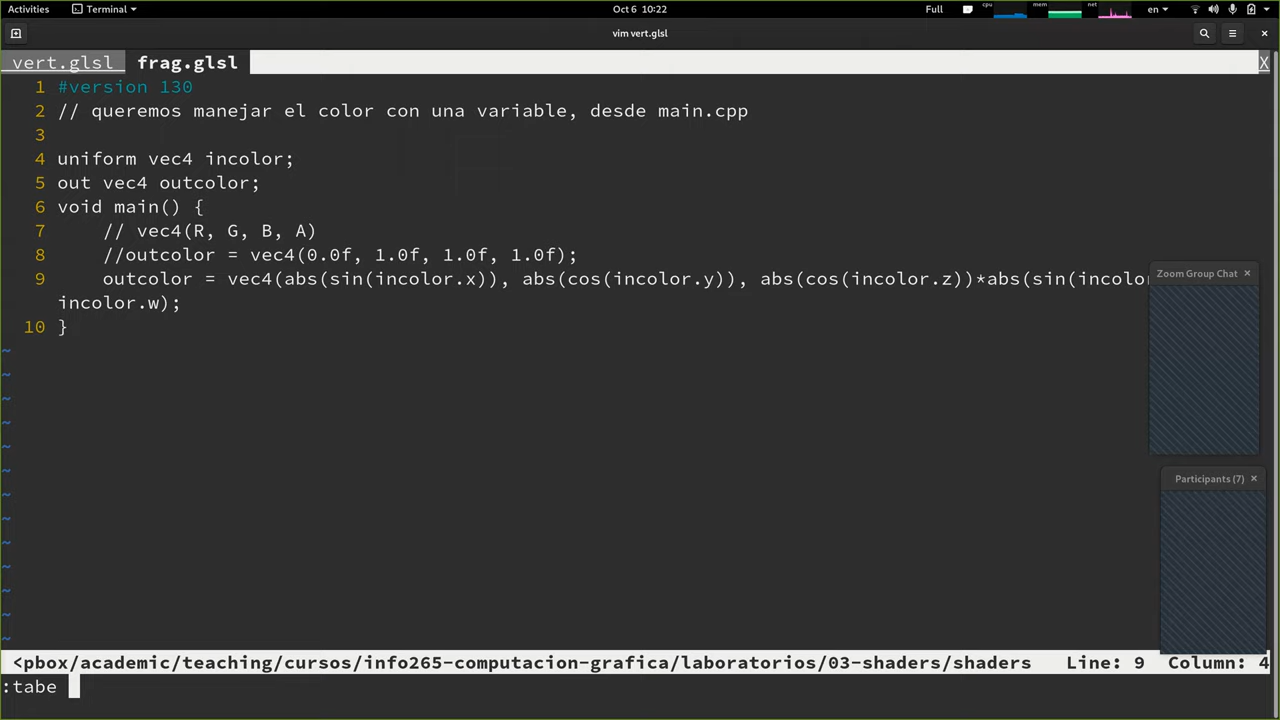 Activities Terminal Oct 6 10:22 Full cpu mem net en
vim vert.glsl
vert.glsl frag.glsl X
1 #version 130
2 // queremos manejar el color con una variable, desde main.cpp
3
4 uniform vec4 incolor;
5 out vec4 outcolor;
6 void main() {
7 // vec4(R, G, B, A)
8 //outcolor = vec4(0.0f, 1.0f, 1.0f, 1.0f);
9 outcolor = vec4(abs(sin(incolor.x)), abs(cos(incolor.y)), abs(cos(incolor.z))*abs(sin(incolo
incolor.w);
10 }
~
~
~
~
~
~
~
~
~
~
~
~
~
Zoom Group Chat
Participants (7)
<pbox/academic/teaching/cursos/info265-computacion-grafica/laboratorios/03-shaders/shaders Line: 9 Column: 4
:tabe